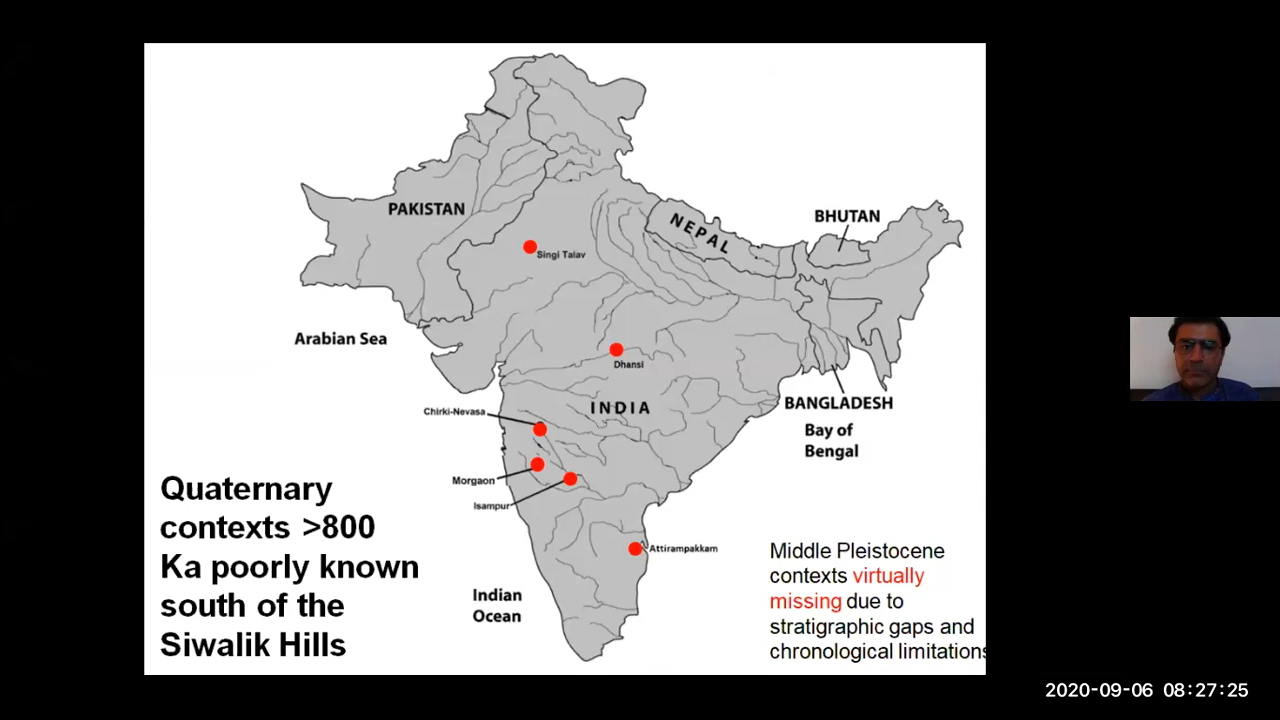 PAKISTAN
NEPAL
BHUTAN
Singi Talav
Arabian Sea
Dhansi
INDIA
BANGLADESH
Chirki-Nevasa
Bay of
Bengal
Morgaon
Isampur
Attirampakkam
Indian
Ocean
Quaternary
contexts >800
Ka poorly known
south of the
Siwalik Hills
Middle Pleistocene
contexts virtually
missing due to
stratigraphic gaps and
chronological limitations
2020-09-06 08:27:25